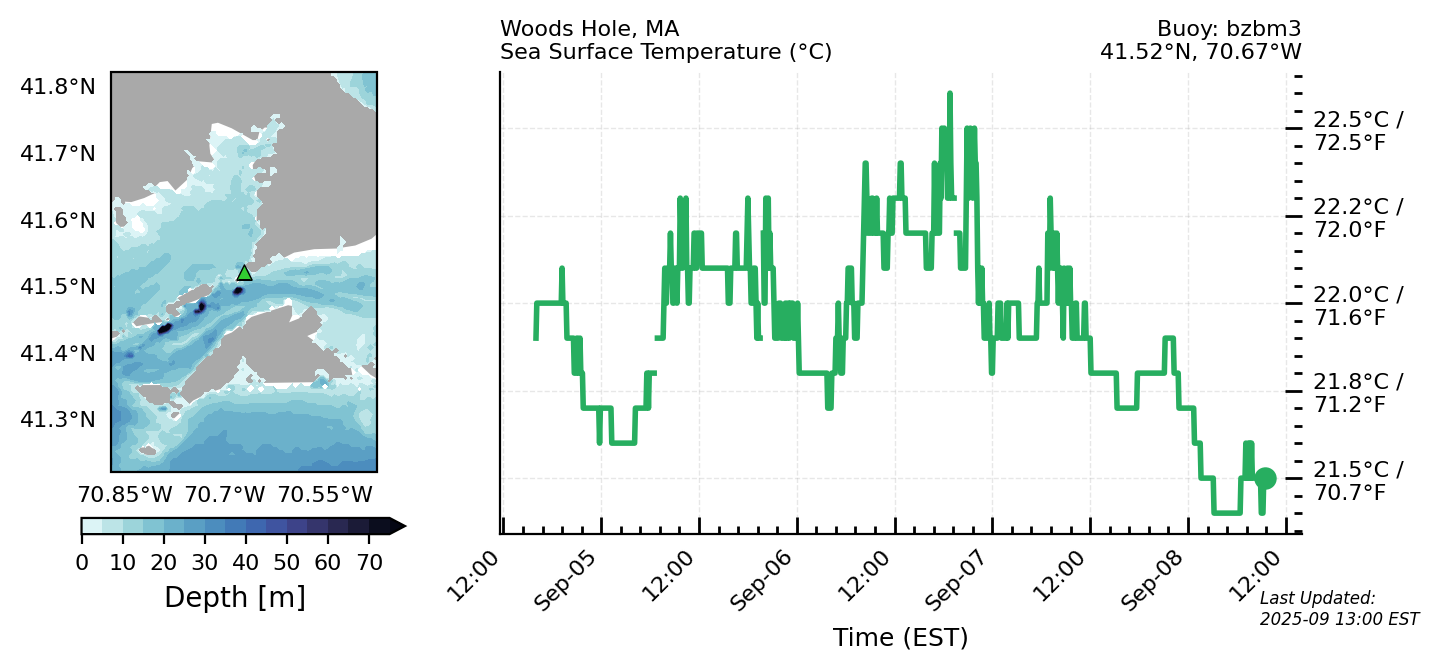 Woods Hole, MA
Sea Surface Temperature (°C)
Buoy: bzbm3
41.52°N, 70.67°W
41.8°N
41.7°N
41.6°N
41.5°N
41.4°N
41.3°N
70.85°W 70.7°W 70.55°W
0 10 20 30 40 50 60 70
Depth [m]
22.5°C /
72.5°F
22.2°C /
72.0°F
22.0°C /
71.6°F
21.8°C /
71.2°F
21.5°C /
70.7°F
12:00 Sep-05 12:00 Sep-06 12:00 Sep-07 12:00 Sep-08 12:00
Time (EST)
Last Updated:
2025-09 13:00 EST